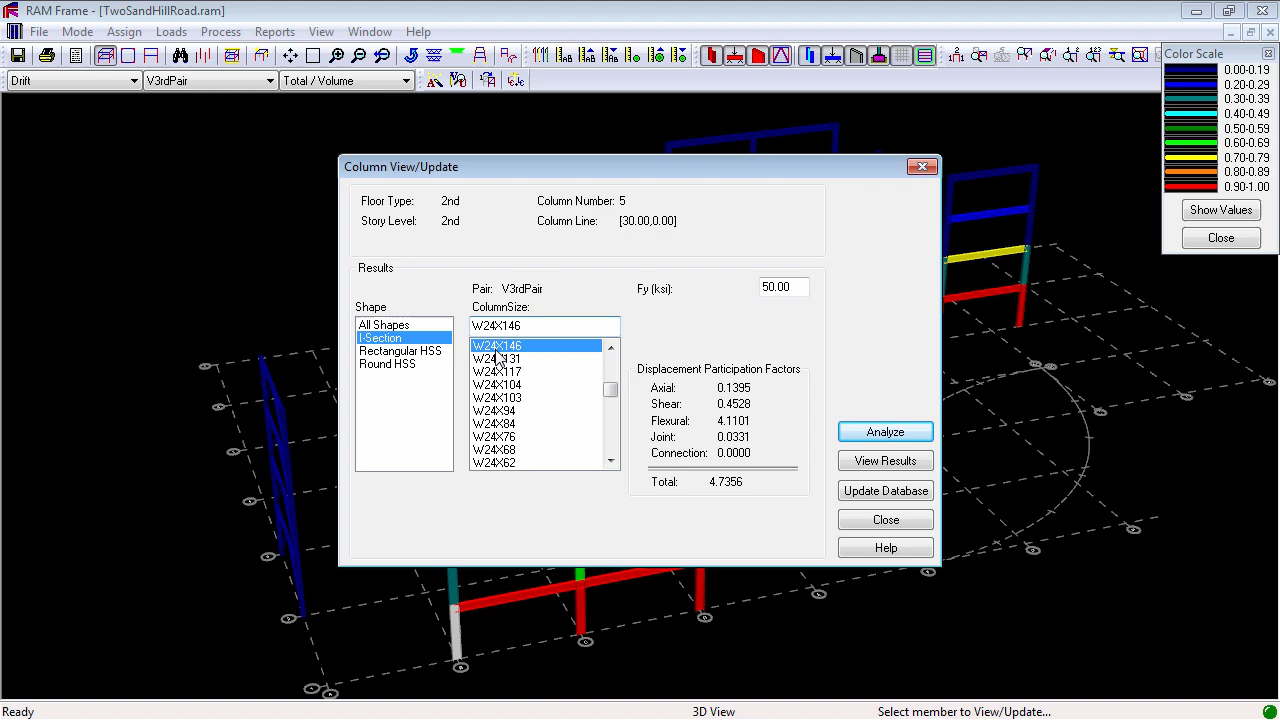 RAM Frame - [TwoSandHillRoad.ram]
File Mode Assign Loads Process Reports View Window Help
Drift V3rdPair Total / Volume
Color Scale
0.00-0.19
0.20-0.29
0.30-0.39
0.40-0.49
0.50-0.59
0.60-0.69
0.70-0.79
0.80-0.89
0.90-1.00
Show Values
Close
Column View/Update
Floor Type: 2nd Column Number: 5
Story Level: 2nd Column Line: [30.00,0.00]
Results
Pair: V3rdPair Fy (ksi): 50.00
Shape ColumnSize:
All Shapes
I-Section
Rectangular HSS
Round HSS
W24X146
W24X146
W24X131
W24X117
W24X104
W24X103
W24X94
W24X84
W24X76
W24X68
W24X62
Displacement Participation Factors
Axial: 0.1395
Shear: 0.4528
Flexural: 4.1101
Joint: 0.0331
Connection: 0.0000
Total: 4.7356
Analyze
View Results
Update Database
Close
Help
Ready 3D View Select member to View/Update...